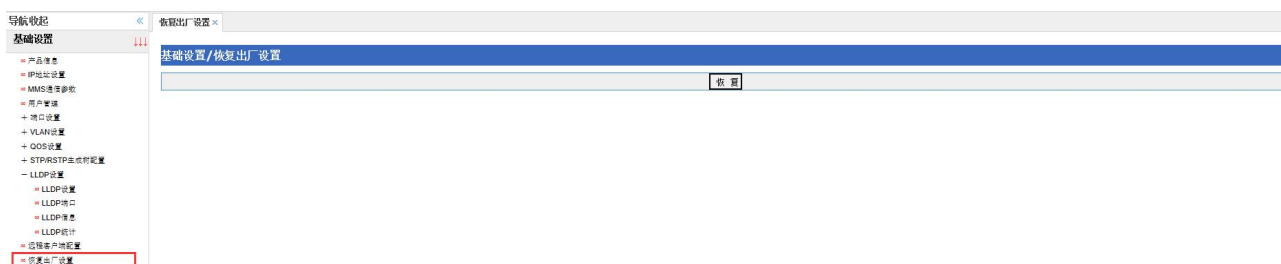 导航收起 «
恢复出厂设置 ×
基础设置 ↓↓↓
产品信息
IP地址设置
MMS通信参数
用户管理
+ 端口设置
+ VLAN设置
+ QOS设置
+ STP/RSTP生成树配置
− LLDP设置
LLDP设置
LLDP端口
LLDP信息
LLDP统计
远程客户端配置
恢复出厂设置
基础设置/恢复出厂设置
恢 复